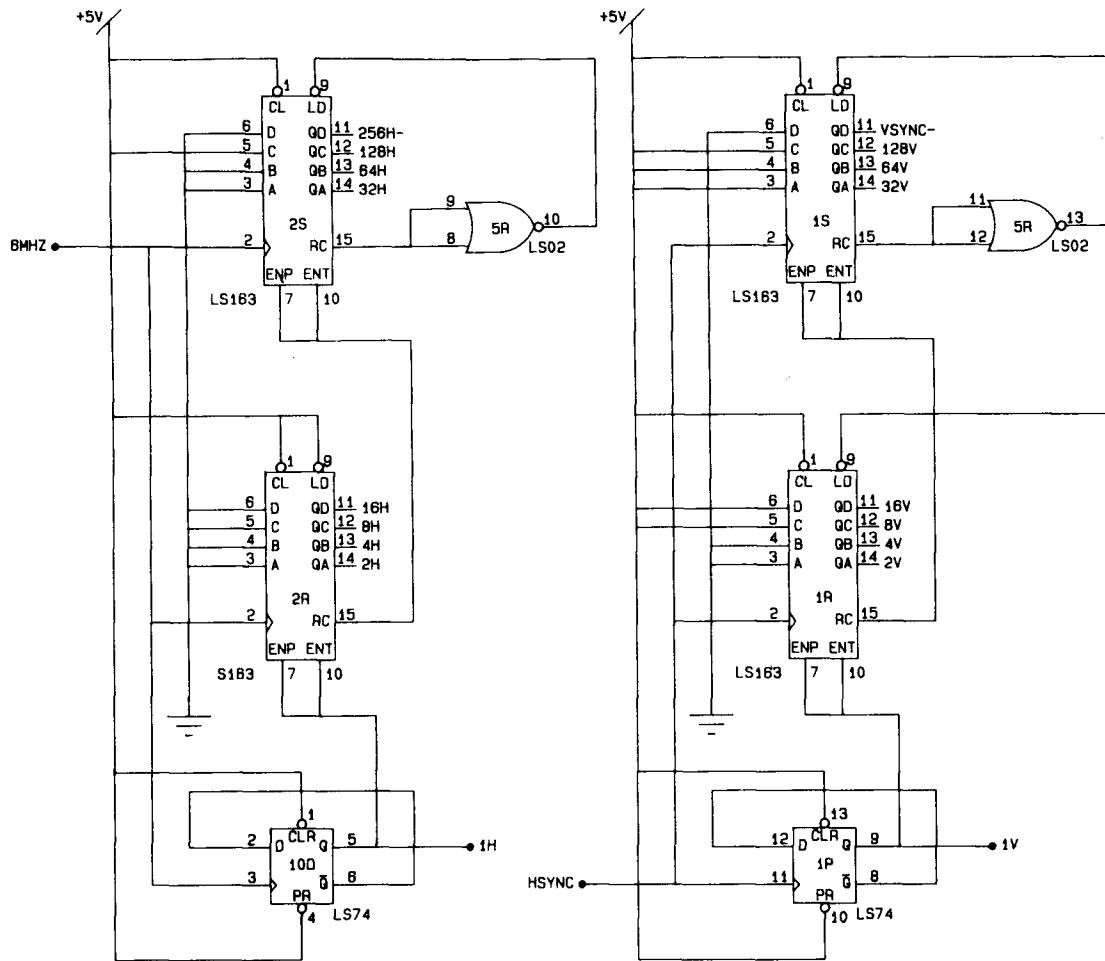 +5V
1 9
CL LD
6 D QD 11 256H-
5 C QC 12 128H
4 B QB 13 64H
3 A QA 14 32H
2S
8MHZ
2 RC 15
ENP ENT
LS163 7 10
9
8
5R
10
LS02
1 9
CL LD
6 D QD 11 16H
5 C QC 12 8H
4 B QB 13 4H
3 A QA 14 2H
2R
2 RC 15
ENP ENT
S163 7 10
1
CLR
2 D Q 5 1H
10D
3 Q 6
PR
4 LS74
+5V
1 9
CL LD
6 D QD 11 VSYNC-
5 C QC 12 128V
4 B QB 13 64V
3 A QA 14 32V
1S
2 RC 15
ENP ENT
LS163 7 10
11
12
5R
13
LS02
1 9
CL LD
6 D QD 11 16V
5 C QC 12 8V
4 B QB 13 4V
3 A QA 14 2V
1R
2 RC 15
ENP ENT
LS163 7 10
13
CLR
12 D Q 9 1V
1P
HSYNC
11 Q 8
PR
10 LS74